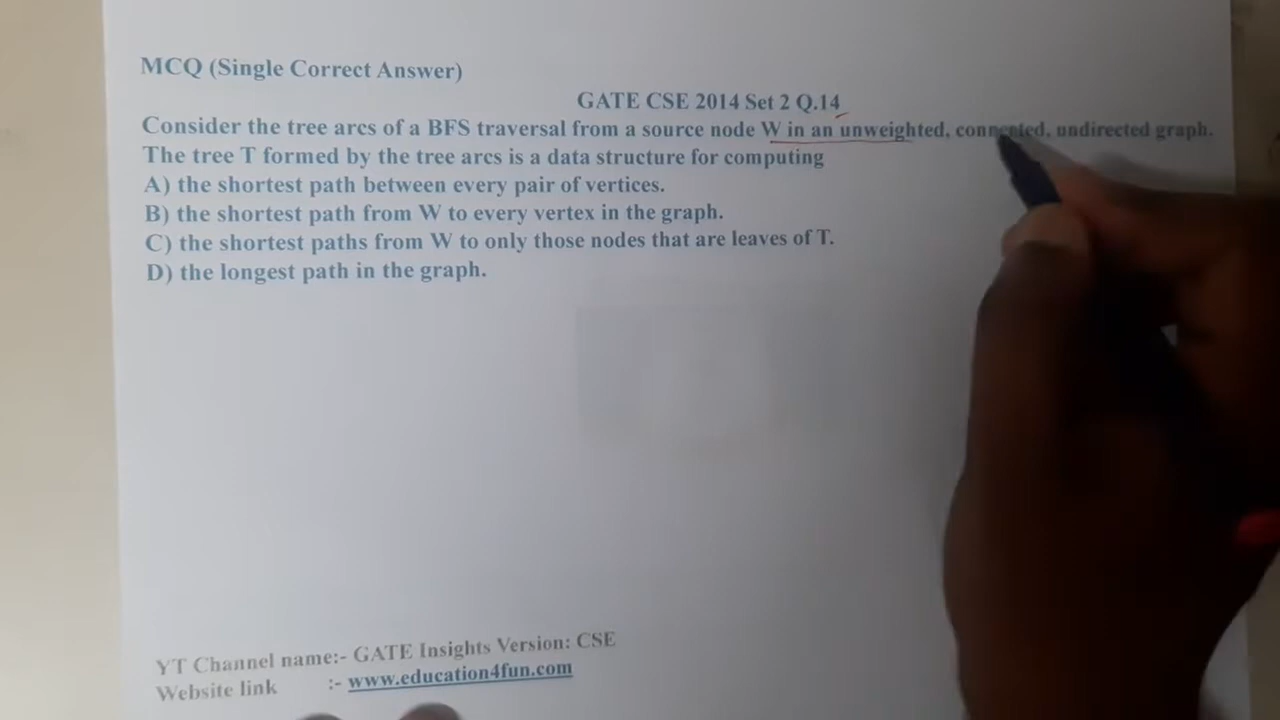 MCQ (Single Correct Answer)
GATE CSE 2014 Set 2 Q.14
Consider the tree arcs of a BFS traversal from a source node W in an unweighted, connected, undirected graph.
The tree T formed by the tree arcs is a data structure for computing
A) the shortest path between every pair of vertices.
B) the shortest path from W to every vertex in the graph.
C) the shortest paths from W to only those nodes that are leaves of T.
D) the longest path in the graph.
YT Channel name:- GATE Insights Version: CSE
Website link :- www.education4fun.com